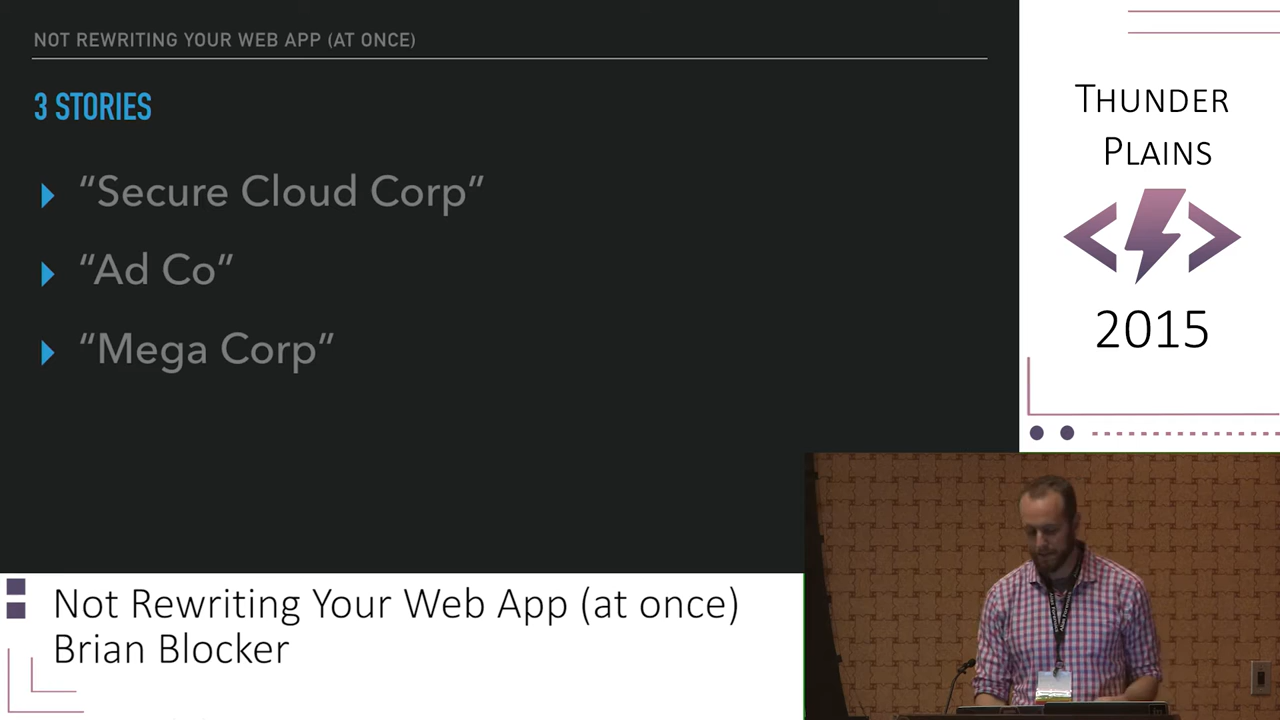 NOT REWRITING YOUR WEB APP (AT ONCE)
3 STORIES
“Secure Cloud Corp”
“Ad Co”
“Mega Corp”
THUNDER
PLAINS
2015
Not Rewriting Your Web App (at once)
Brian Blocker